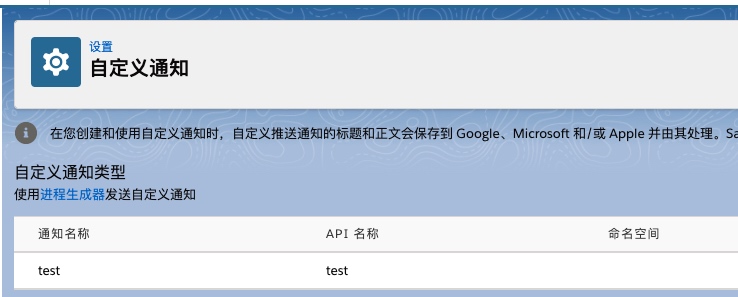 设置
自定义通知
在您创建和使用自定义通知时，自定义推送通知的标题和正文会保存到 Google、Microsoft 和/或 Apple 并由其处理。Sa
自定义通知类型
使用进程生成器发送自定义通知
通知名称 API 名称 命名空间
test test